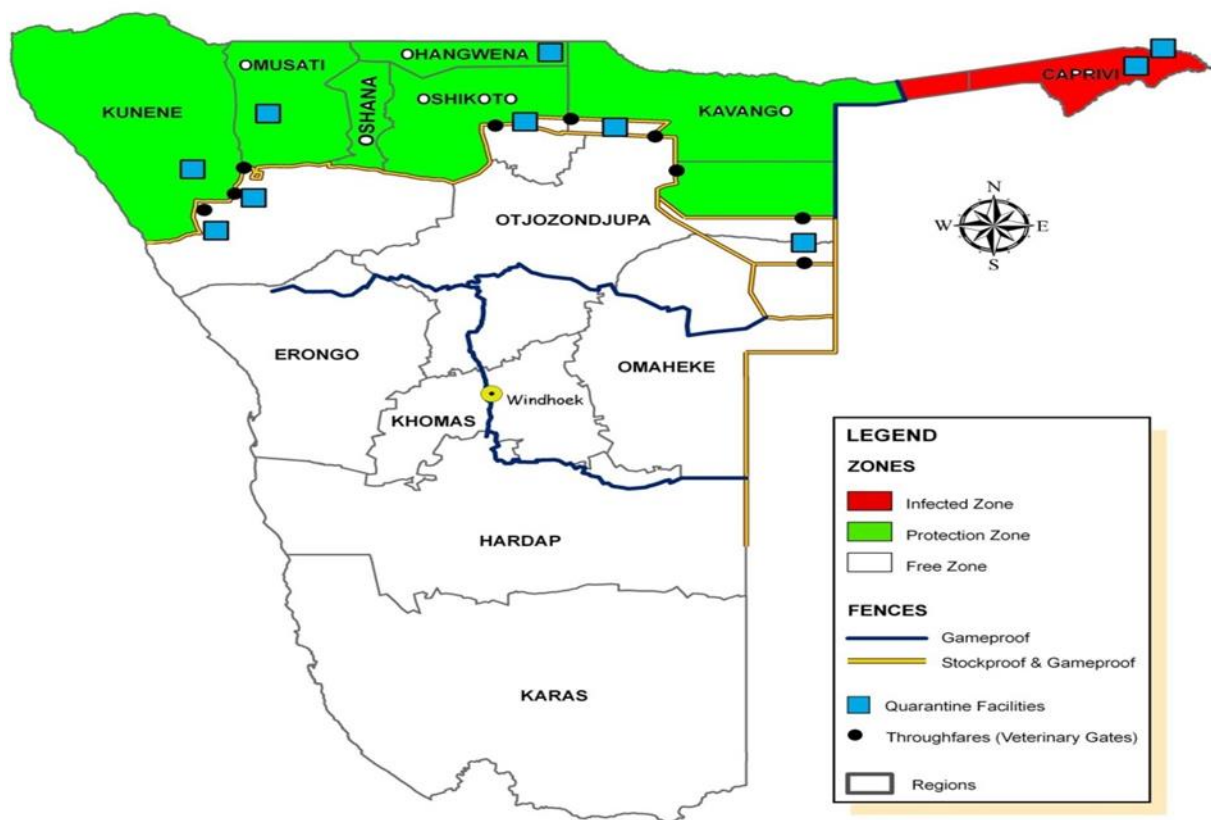 OHANGWENA
OMUSATI
CAPRIVI
KUNENE
OSHANA
OSHIKOTO
KAVANGO
N
W E
S
OTJOZONDJUPA
ERONGO
OMAHEKE
Windhoek
KHOMAS
HARDAP
KARAS
LEGEND
ZONES
Infected Zone
Protection Zone
Free Zone
FENCES
Gameproof
Stockproof & Gameproof
Quarantine Facilities
Throughfares (Veterinary Gates)
Regions